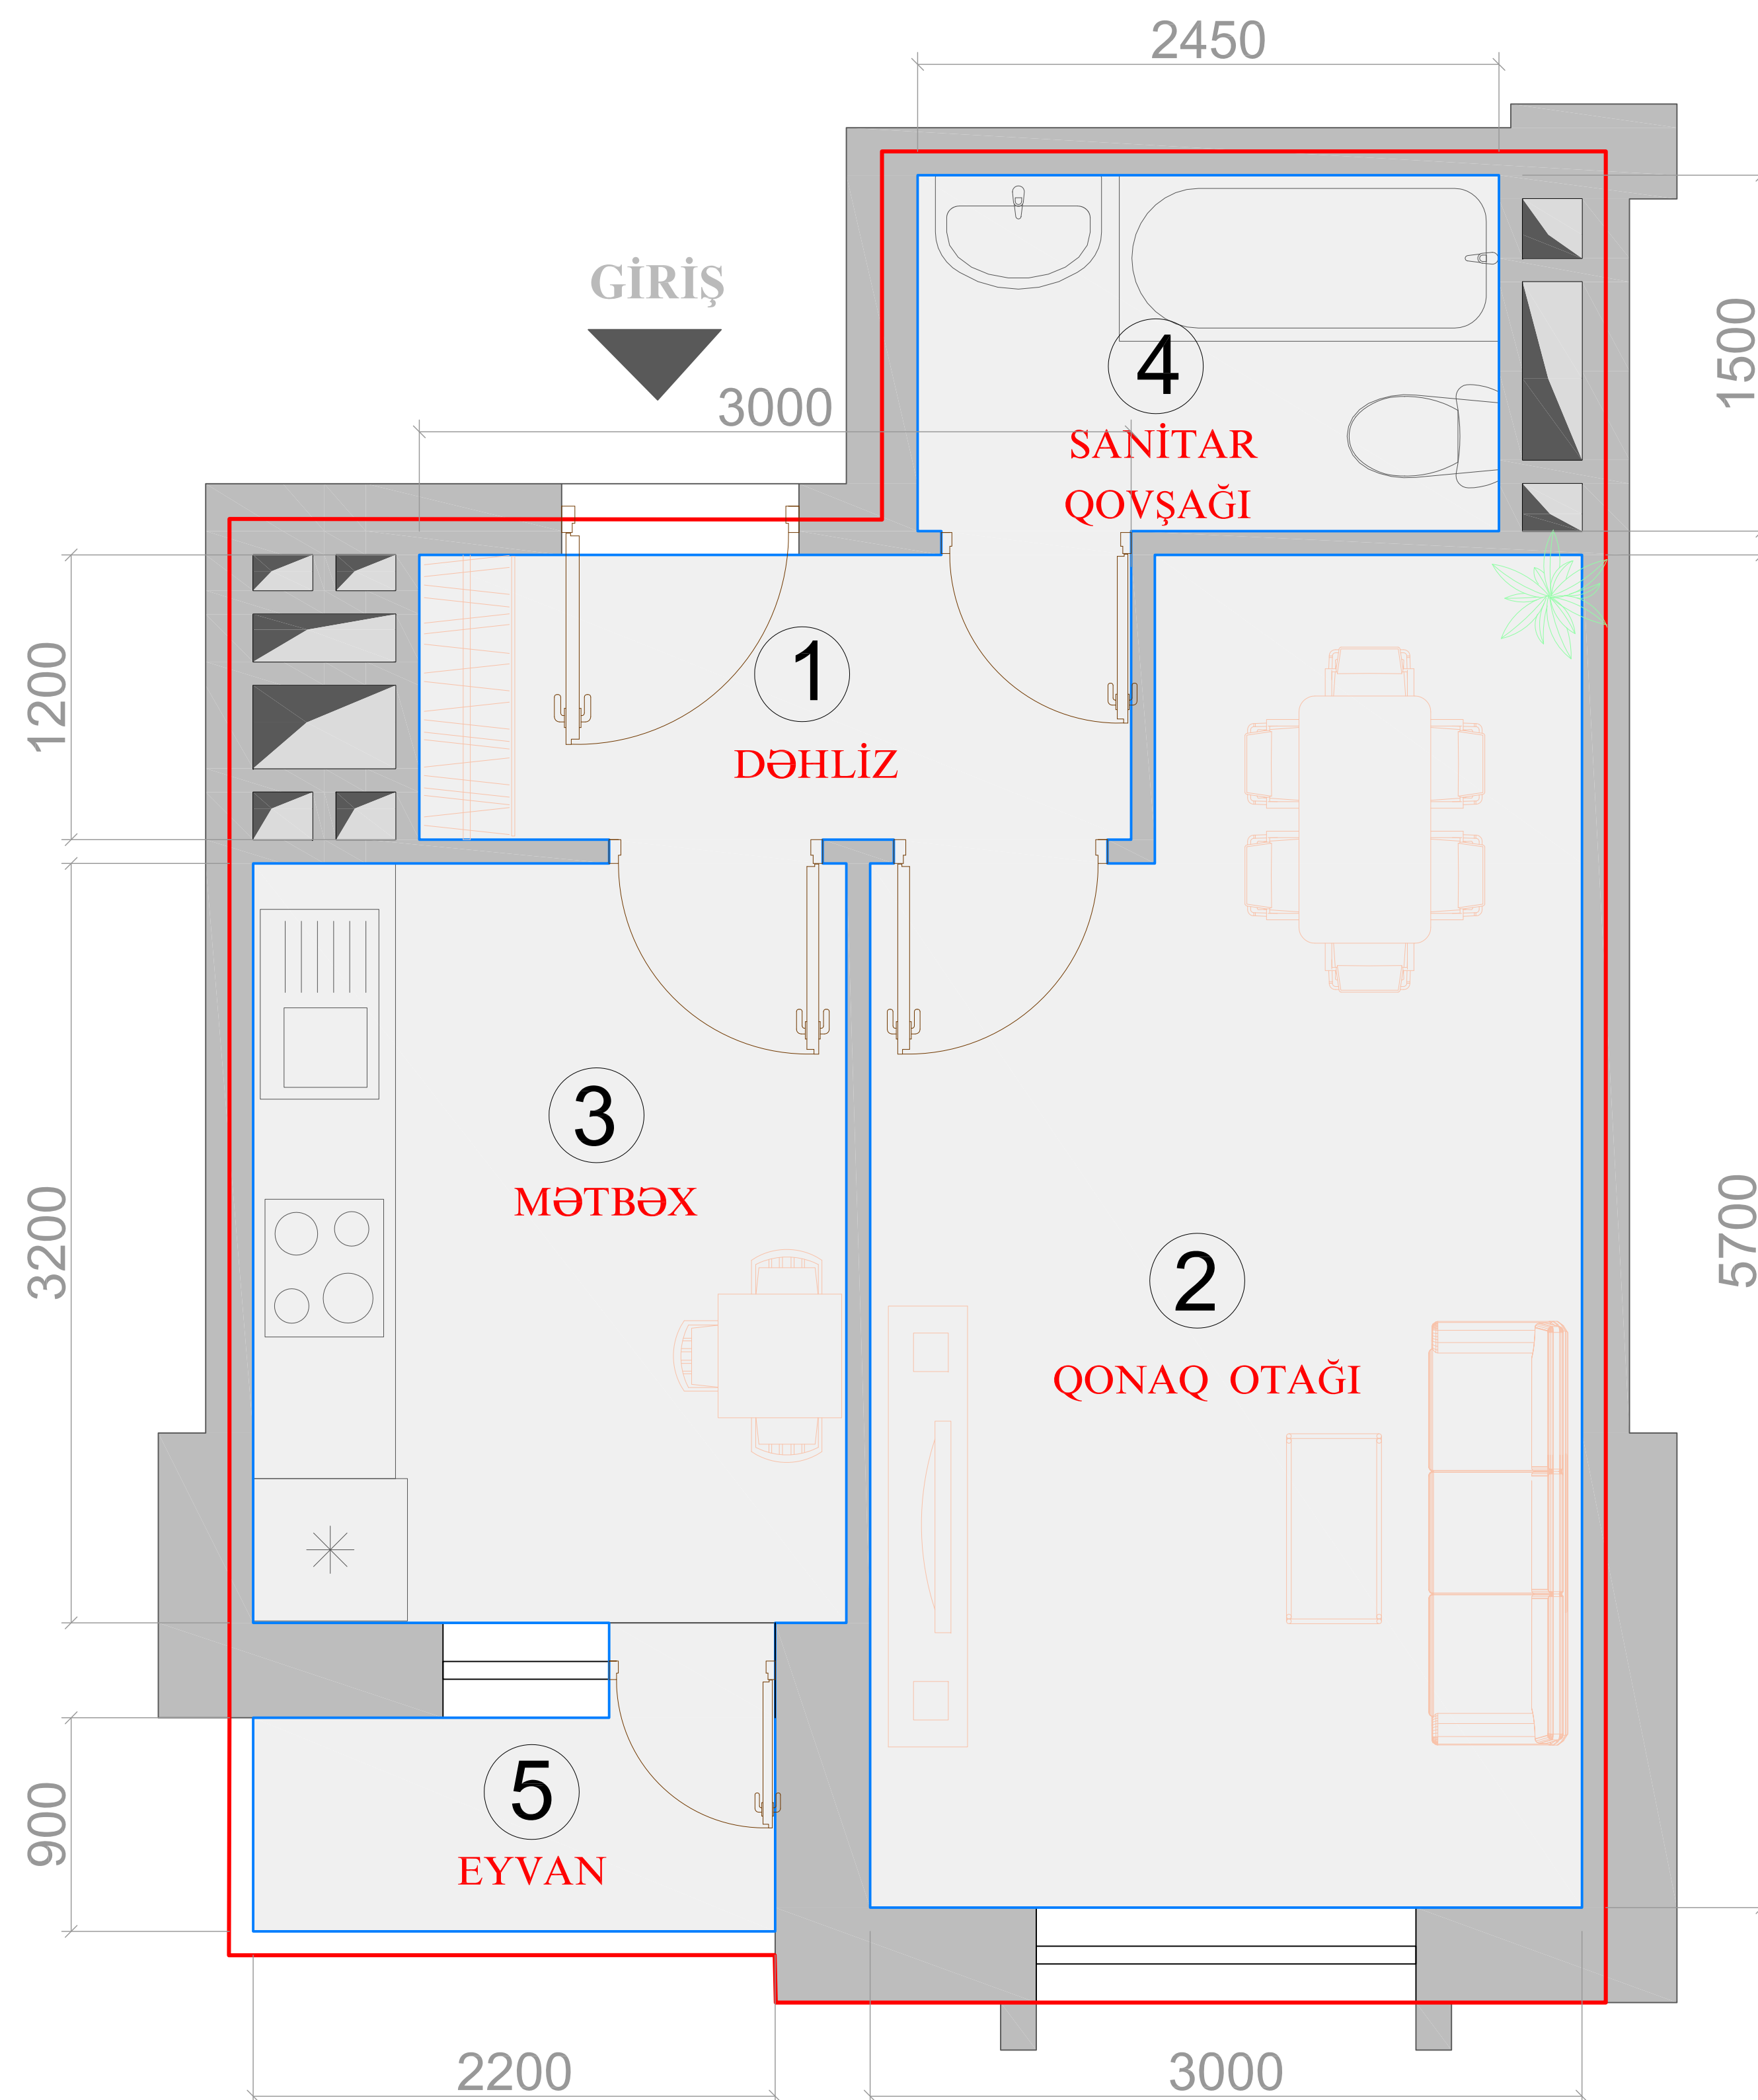 2450
GİRİŞ
3000
1500
4
SANİTAR
QOVŞAĞI
1200
1
DƏHLİZ
3200
3
MƏTBƏX
5700
2
QONAQ OTAĞI
900
5
EYVAN
2200
3000